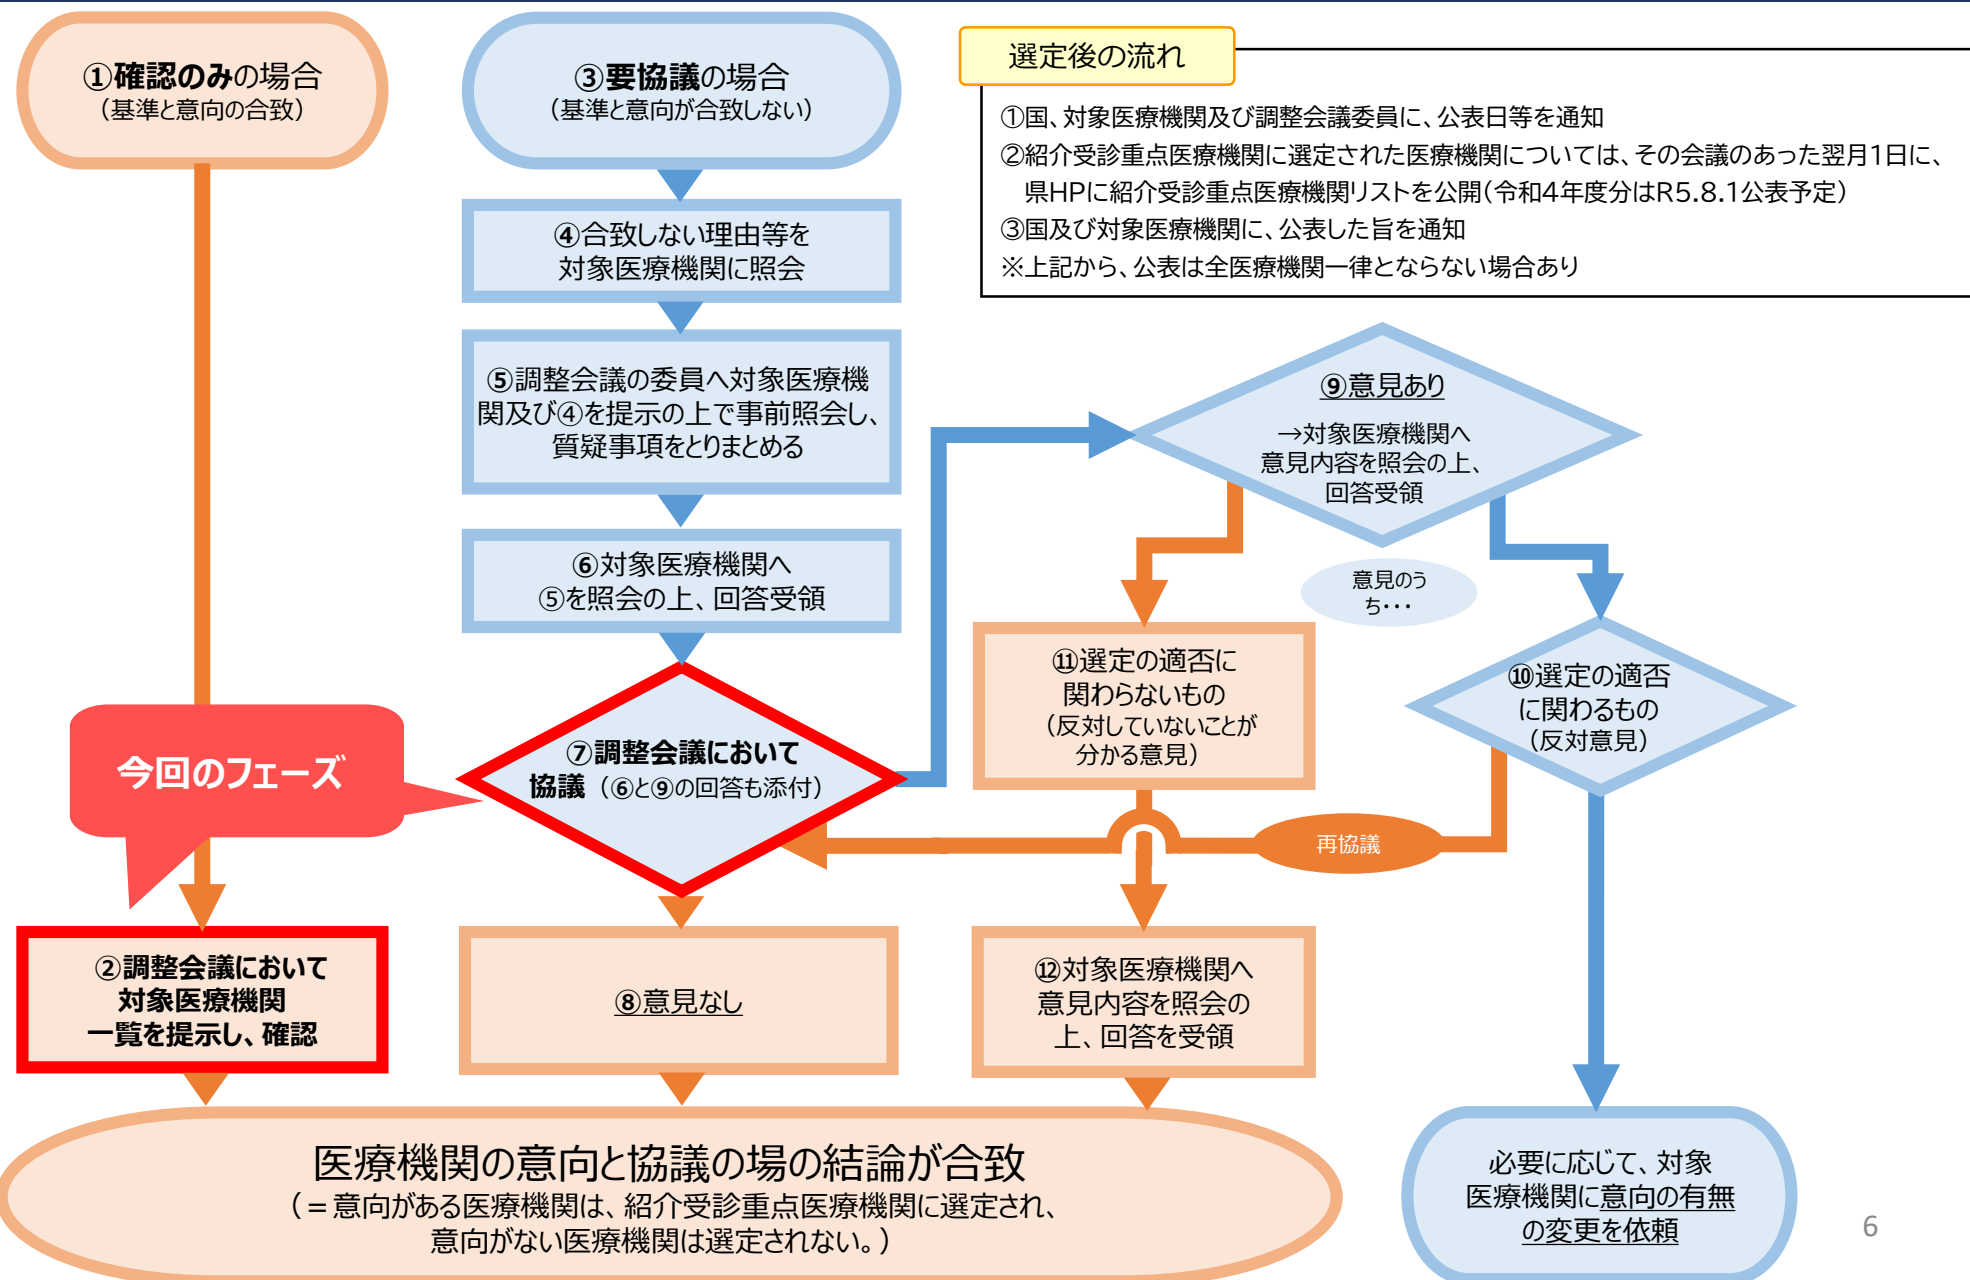 ①確認のみの場合
（基準と意向の合致）
③要協議の場合
（基準と意向が合致しない）
選定後の流れ
①国、対象医療機関及び調整会議委員に、公表日等を通知
②紹介受診重点医療機関に選定された医療機関については、その会議のあった翌月1日に、
県HPに紹介受診重点医療機関リストを公開（令和4年度分はR5.8.1公表予定）
③国及び対象医療機関に、公表した旨を通知
※上記から、公表は全医療機関一律とならない場合あり
④合致しない理由等を
対象医療機関に照会
⑤調整会議の委員へ対象医療機
関及び④を提示の上で事前照会し、
質疑事項をとりまとめる
⑥対象医療機関へ
⑤を照会の上、回答受領
⑨意見あり
→対象医療機関へ
意見内容を照会の上、
回答受領
意見のう
ち・・・
⑪選定の適否に
関わらないもの
（反対していないことが
分かる意見）
⑩選定の適否
に関わるもの
（反対意見）
今回のフェーズ
⑦調整会議において
協議（⑥と⑨の回答も添付）
再協議
②調整会議において
対象医療機関
一覧を提示し、確認
⑧意見なし
⑫対象医療機関へ
意見内容を照会の
上、回答を受領
医療機関の意向と協議の場の結論が合致
（＝意向がある医療機関は、紹介受診重点医療機関に選定され、
意向がない医療機関は選定されない。）
必要に応じて、対象
医療機関に意向の有無
の変更を依頼
6